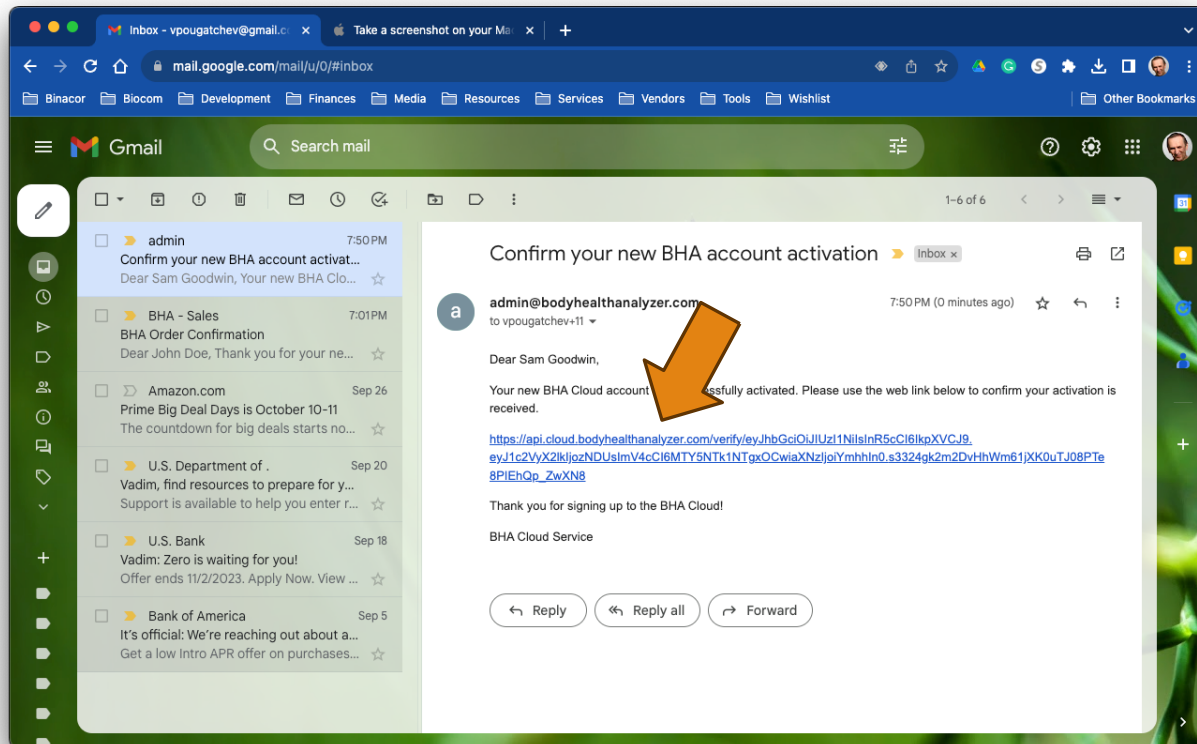 Inbox - vpougatchev@gmail.c
Take a screenshot on your Ma
mail.google.com/mail/u/0/#inbox
Binacor Biocom Development Finances Media Resources Services Vendors Tools Wishlist Other Bookmarks
Gmail
Search mail
1–6 of 6
31
admin 7:50 PM
Confirm your new BHA account activat...
Dear Sam Goodwin, Your new BHA Clo...
BHA - Sales 7:01 PM
BHA Order Confirmation
Dear John Doe, Thank you for your ne...
Amazon.com Sep 26
Prime Big Deal Days is October 10-11
The countdown for big deals starts no...
U.S. Department of . Sep 20
Vadim, find resources to prepare for y...
Support is available to help you enter r...
U.S. Bank Sep 18
Vadim: Zero is waiting for you!
Offer ends 11/2/2023. Apply Now. View ...
Bank of America Sep 5
It's official: We're reaching out about a...
Get a low Intro APR offer on purchases...
Confirm your new BHA account activation Inbox ×
a
admin@bodyhealthanalyzer.com 7:50 PM (0 minutes ago)
to vpougatchev+11
Dear Sam Goodwin,
Your new BHA Cloud account ssfully activated. Please use the web link below to confirm your activation is
received.
https://api.cloud.bodyhealthanalyzer.com/verify/eyJhbGciOiJIUzI1NiIsInR5cCI6IkpXVCJ9.
eyJ1c2VyX2lkIjozNDUsImV4cCI6MTY5NTk1NTgxOCwiaXNzIjoiYmhhIn0.s3324gk2m2DvHhWm61jXK0uTJ08PTe
8PIEhQp_ZwXN8
Thank you for signing up to the BHA Cloud!
BHA Cloud Service
Reply
Reply all
Forward